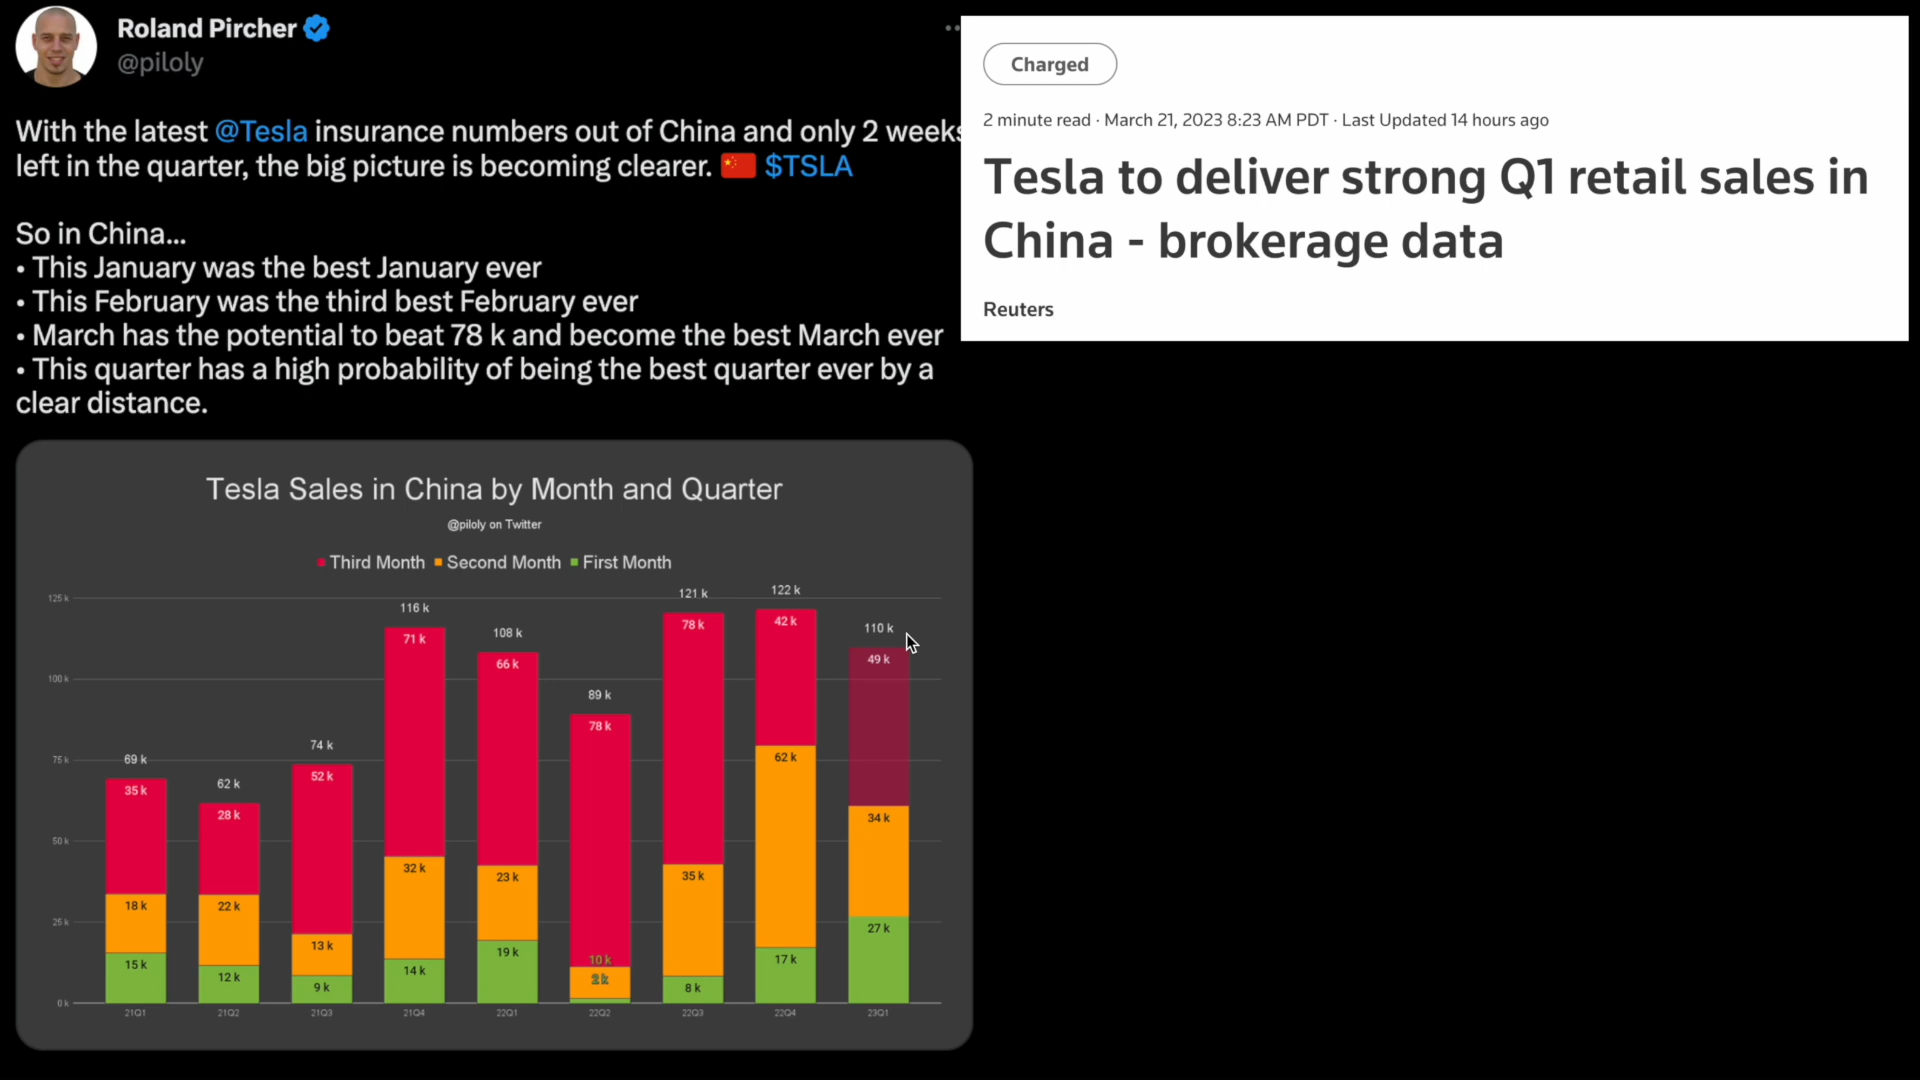 Roland Pircher
@piloly
With the latest @Tesla insurance numbers out of China and only 2 weeks
left in the quarter, the big picture is becoming clearer. 🇨🇳 $TSLA
So in China...
• This January was the best January ever
• This February was the third best February ever
• March has the potential to beat 78 k and become the best March ever
• This quarter has a high probability of being the best quarter ever by a
clear distance.
Charged
2 minute read · March 21, 2023 8:23 AM PDT · Last Updated 14 hours ago
Tesla to deliver strong Q1 retail sales in
China - brokerage data
Reuters
Tesla Sales in China by Month and Quarter
@piloly on Twitter
Third Month Second Month First Month
125 k
100 k
75 k
50 k
25 k
0 k
69 k
35 k
18 k
15 k
62 k
28 k
22 k
12 k
74 k
52 k
13 k
9 k
116 k
71 k
32 k
14 k
108 k
66 k
23 k
19 k
89 k
78 k
10 k
2 k
121 k
78 k
35 k
8 k
122 k
42 k
62 k
17 k
110 k
49 k
34 k
27 k
21Q1 21Q2 21Q3 21Q4 22Q1 22Q2 22Q3 22Q4 23Q1